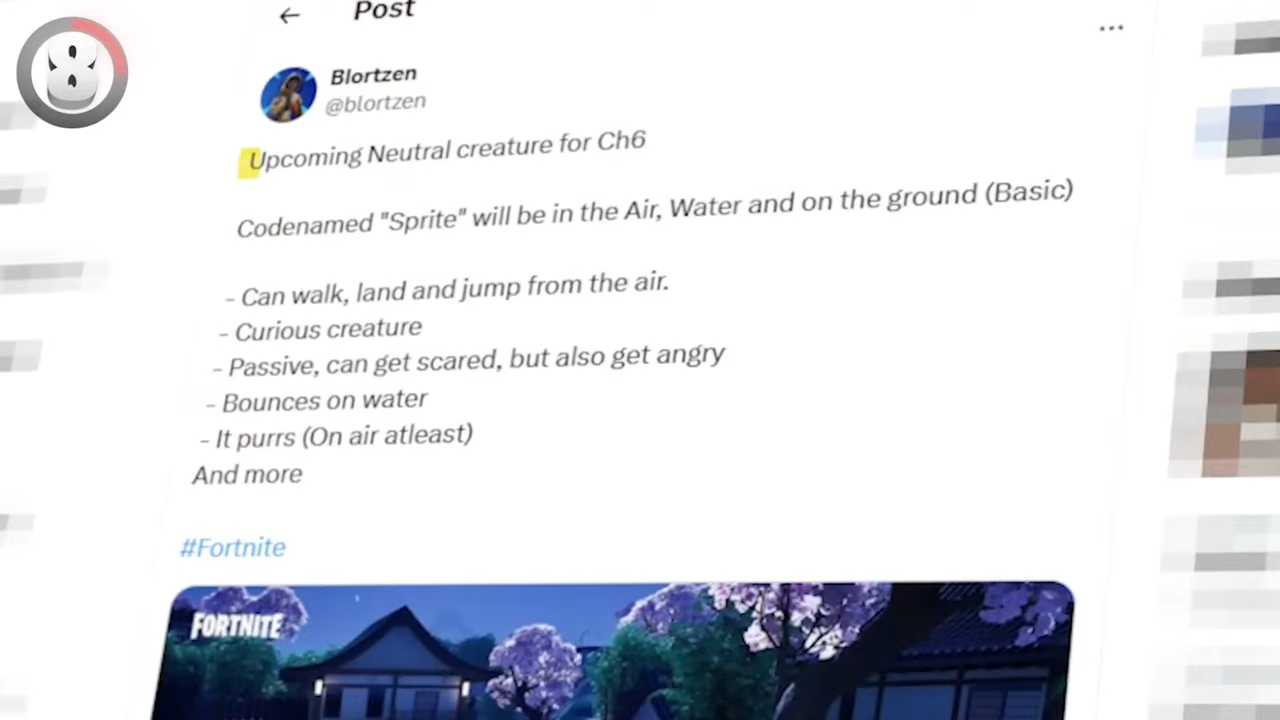 8
Post
Blortzen
@blortzen
Upcoming Neutral creature for Ch6
Codenamed "Sprite" will be in the Air, Water and on the ground (Basic)
- Can walk, land and jump from the air.
- Curious creature
- Passive, can get scared, but also get angry
- Bounces on water
- It purrs (On air atleast)
And more
#Fortnite
FORTNITE